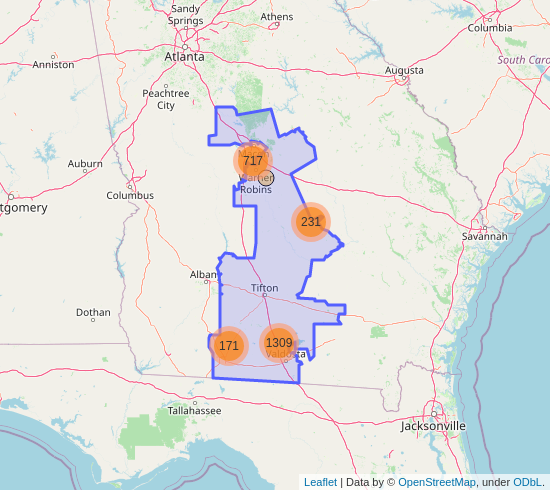 Sandy
Springs
Athens
Columbia
Atlanta
Anniston
South Caro
Augusta
Peachtree
City
717
Warner
Robins
Auburn
Columbus
tgomery
231
Savannah
Alban
Tifton
Dothan
171
1309
Valdosta
Tallahassee
Jacksonville
Leaflet | Data by © OpenStreetMap, under ODbL.